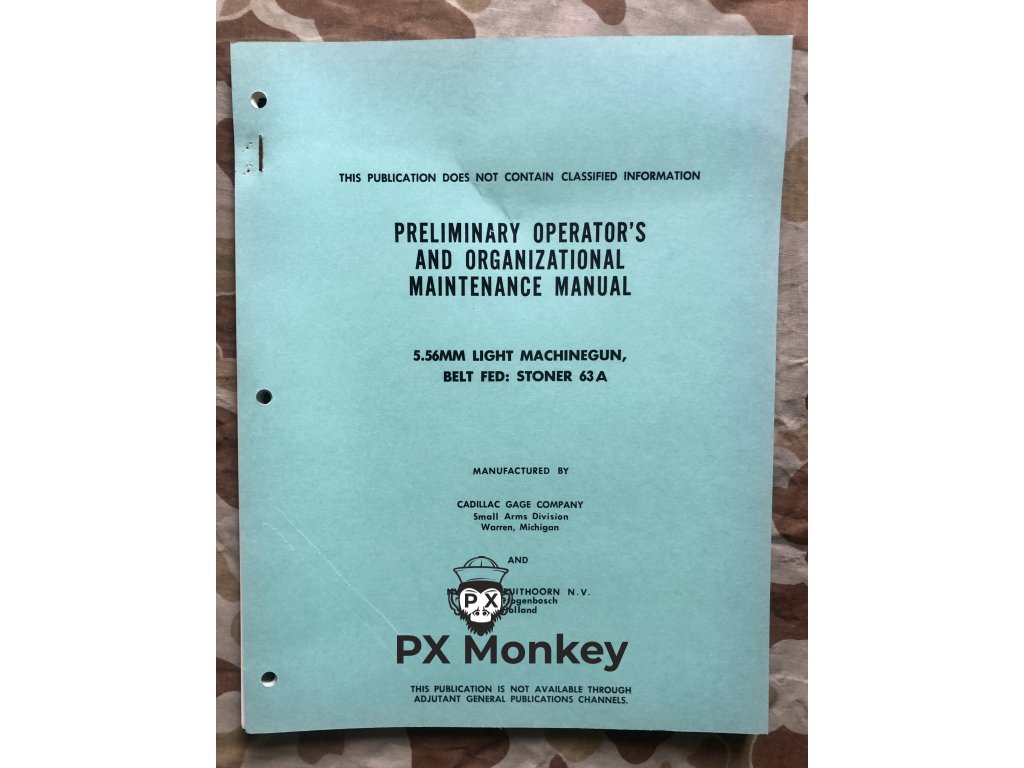 THIS PUBLICATION DOES NOT CONTAIN CLASSIFIED INFORMATION
PRELIMINARY OPERATOR'S
AND ORGANIZATIONAL
MAINTENANCE MANUAL
5.56MM LIGHT MACHINEGUN,
BELT FED: STONER 63A
MANUFACTURED BY
CADILLAC GAGE COMPANY
Small Arms Division
Warren, Michigan
AND
N.V.
PX
PX Monkey
THIS PUBLICATION IS NOT AVAILABLE THROUGH
ADJUTANT GENERAL PUBLICATIONS CHANNELS.